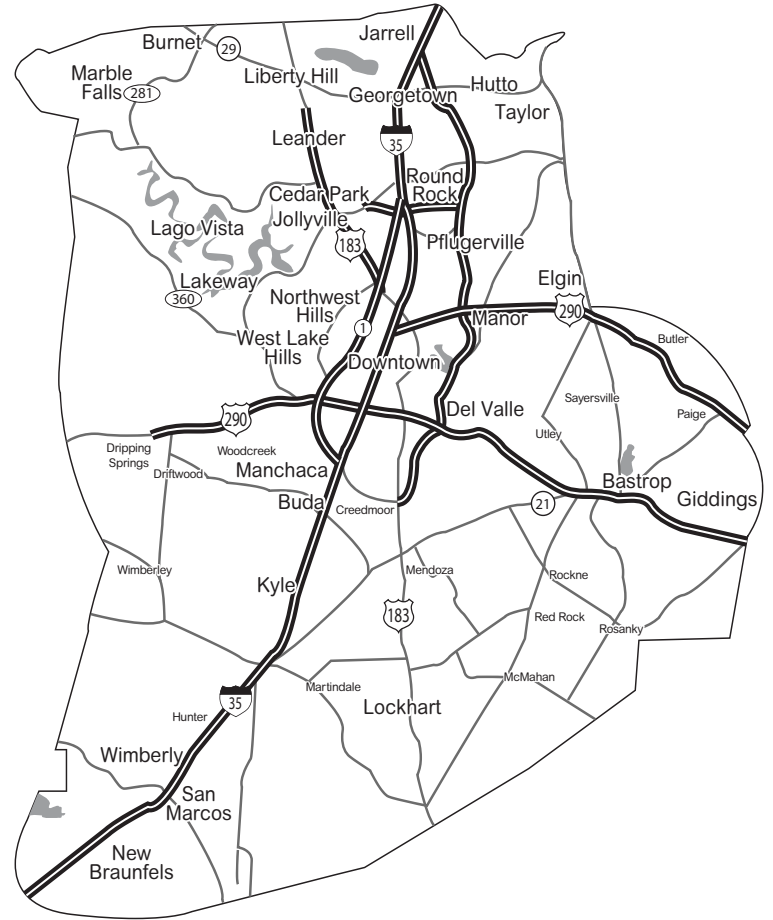 Jarrell
Burnet
29
Marble
Falls
281
Liberty Hill
Georgetown
Hutto
Taylor
Leander
35
Round
Rock
Cedar Park
Jollyville
183
Pflugerville
Lago Vista
Lakeway
360
Northwest
Hills
Elgin
290
Manor
1
West Lake
Hills
Downtown
Butler
Sayersville
Paige
Utley
Del Valle
290
Dripping
Springs
Woodcreek
Driftwood
Manchaca
Bastrop
Giddings
Buda
Creedmoor
21
Wimberley
Mendoza
Rockne
Kyle
183
Red Rock
Rosanky
McMahan
Martindale
35
Lockhart
Hunter
Wimberly
San
Marcos
New
Braunfels